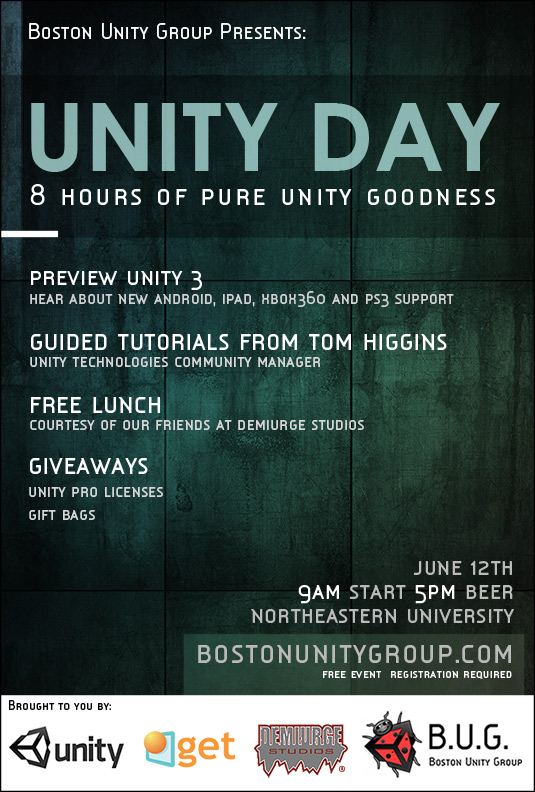 Boston Unity Group Presents:
UNITY DAY
8 HOURS OF PURE UNITY GOODNESS
PREVIEW UNITY 3
HEAR ABOUT NEW ANDROID, IPAD, XBOX360 AND PS3 SUPPORT
GUIDED TUTORIALS FROM TOM HIGGINS
UNITY TECHNOLOGIES COMMUNITY MANAGER
FREE LUNCH
COURTESY OF OUR FRIENDS AT DEMIURGE STUDIOS
GIVEAWAYS
UNITY PRO LICENSES
GIFT BAGS
JUNE 12TH
9AM START 5PM BEER
NORTHEASTERN UNIVERSITY
BOSTONUNITYGROUP.COM
FREE EVENT REGISTRATION REQUIRED
Brought to you by:
unity
get
DEMIURGE
STUDIOS ®
B.U.G.
Boston Unity Group